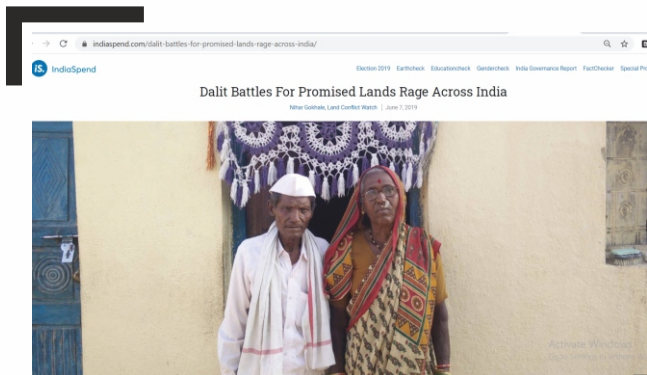 indiaspend.com/dalit-battles-for-promised-lands-rage-across-india/
IS. IndiaSpend
Election 2019 Earthcheck Educationcheck Gendercheck India Governance Report FactChecker Special Pro
Dalit Battles For Promised Lands Rage Across India
Nihar Gokhale, Land Conflict Watch | June 7, 2019
Activate Windows